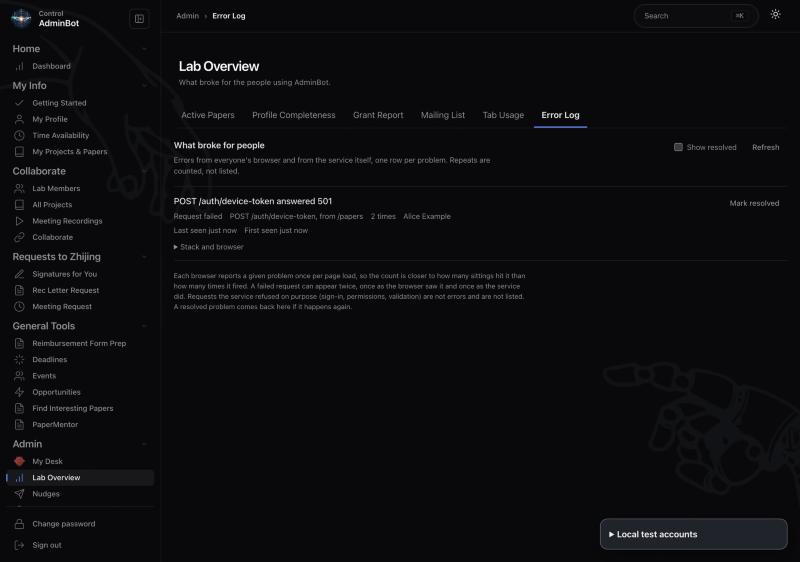 Control
AdminBot
Home
Dashboard
My Info
Getting Started
My Profile
Time Availability
My Projects & Papers
Collaborate
Lab Members
All Projects
Meeting Recordings
Collaborate
Requests to Zhijing
Signatures for You
Rec Letter Request
Meeting Request
General Tools
Reimbursement Form Prep
Deadlines
Events
Opportunities
Find Interesting Papers
PaperMentor
Admin
My Desk
Lab Overview
Nudges
Change password
Sign out
Admin › Error Log
Search ⌘K
Lab Overview
What broke for the people using AdminBot.
Active Papers Profile Completeness Grant Report Mailing List Tab Usage Error Log
What broke for people
Show resolved Refresh
Errors from everyone's browser and from the service itself, one row per problem. Repeats are
counted, not listed.
POST /auth/device-token answered 501
Mark resolved
Request failed POST /auth/device-token, from /papers 2 times Alice Example
Last seen just now First seen just now
Stack and browser
Each browser reports a given problem once per page load, so the count is closer to how many sittings hit it than
how many times it fired. A failed request can appear twice, once as the browser saw it and once as the service
did. Requests the service refused on purpose (sign-in, permissions, validation) are not errors and are not listed.
A resolved problem comes back here if it happens again.
Local test accounts